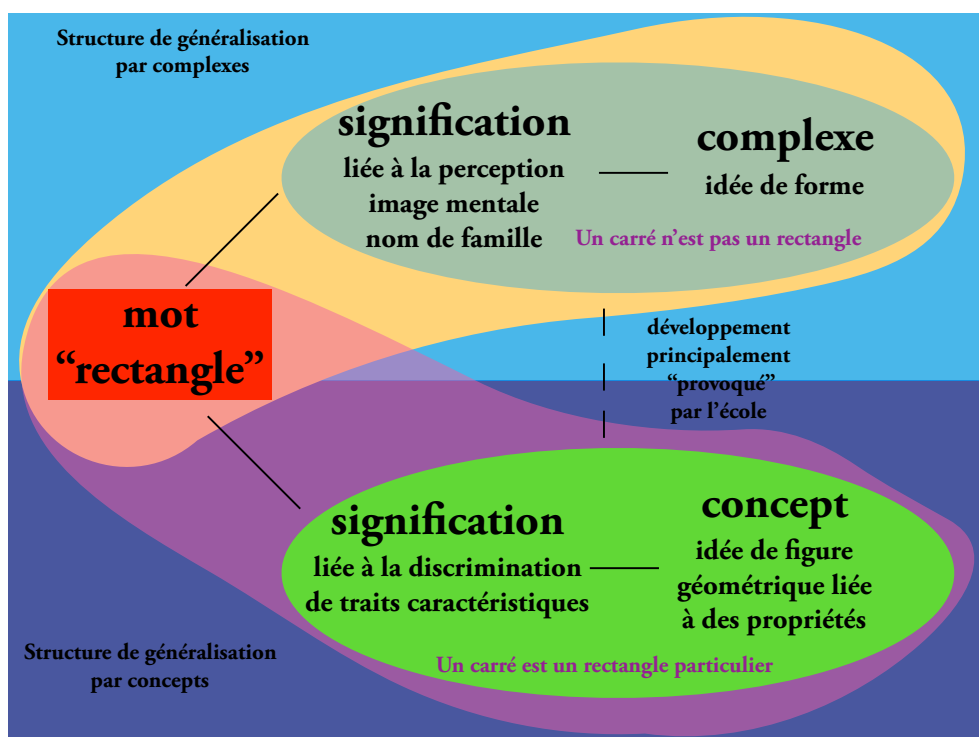 Structure de généralisation
par complexes
signification
liée à la perception
image mentale
nom de famille
complexe
idée de forme
Un carré n’est pas un rectangle
mot
“rectangle”
développement
principalement
“provoqué”
par l’école
signification
liée à la discrimination
de traits caractéristiques
concept
idée de figure
géométrique liée
à des propriétés
Un carré est un rectangle particulier
Structure de généralisation
par concepts